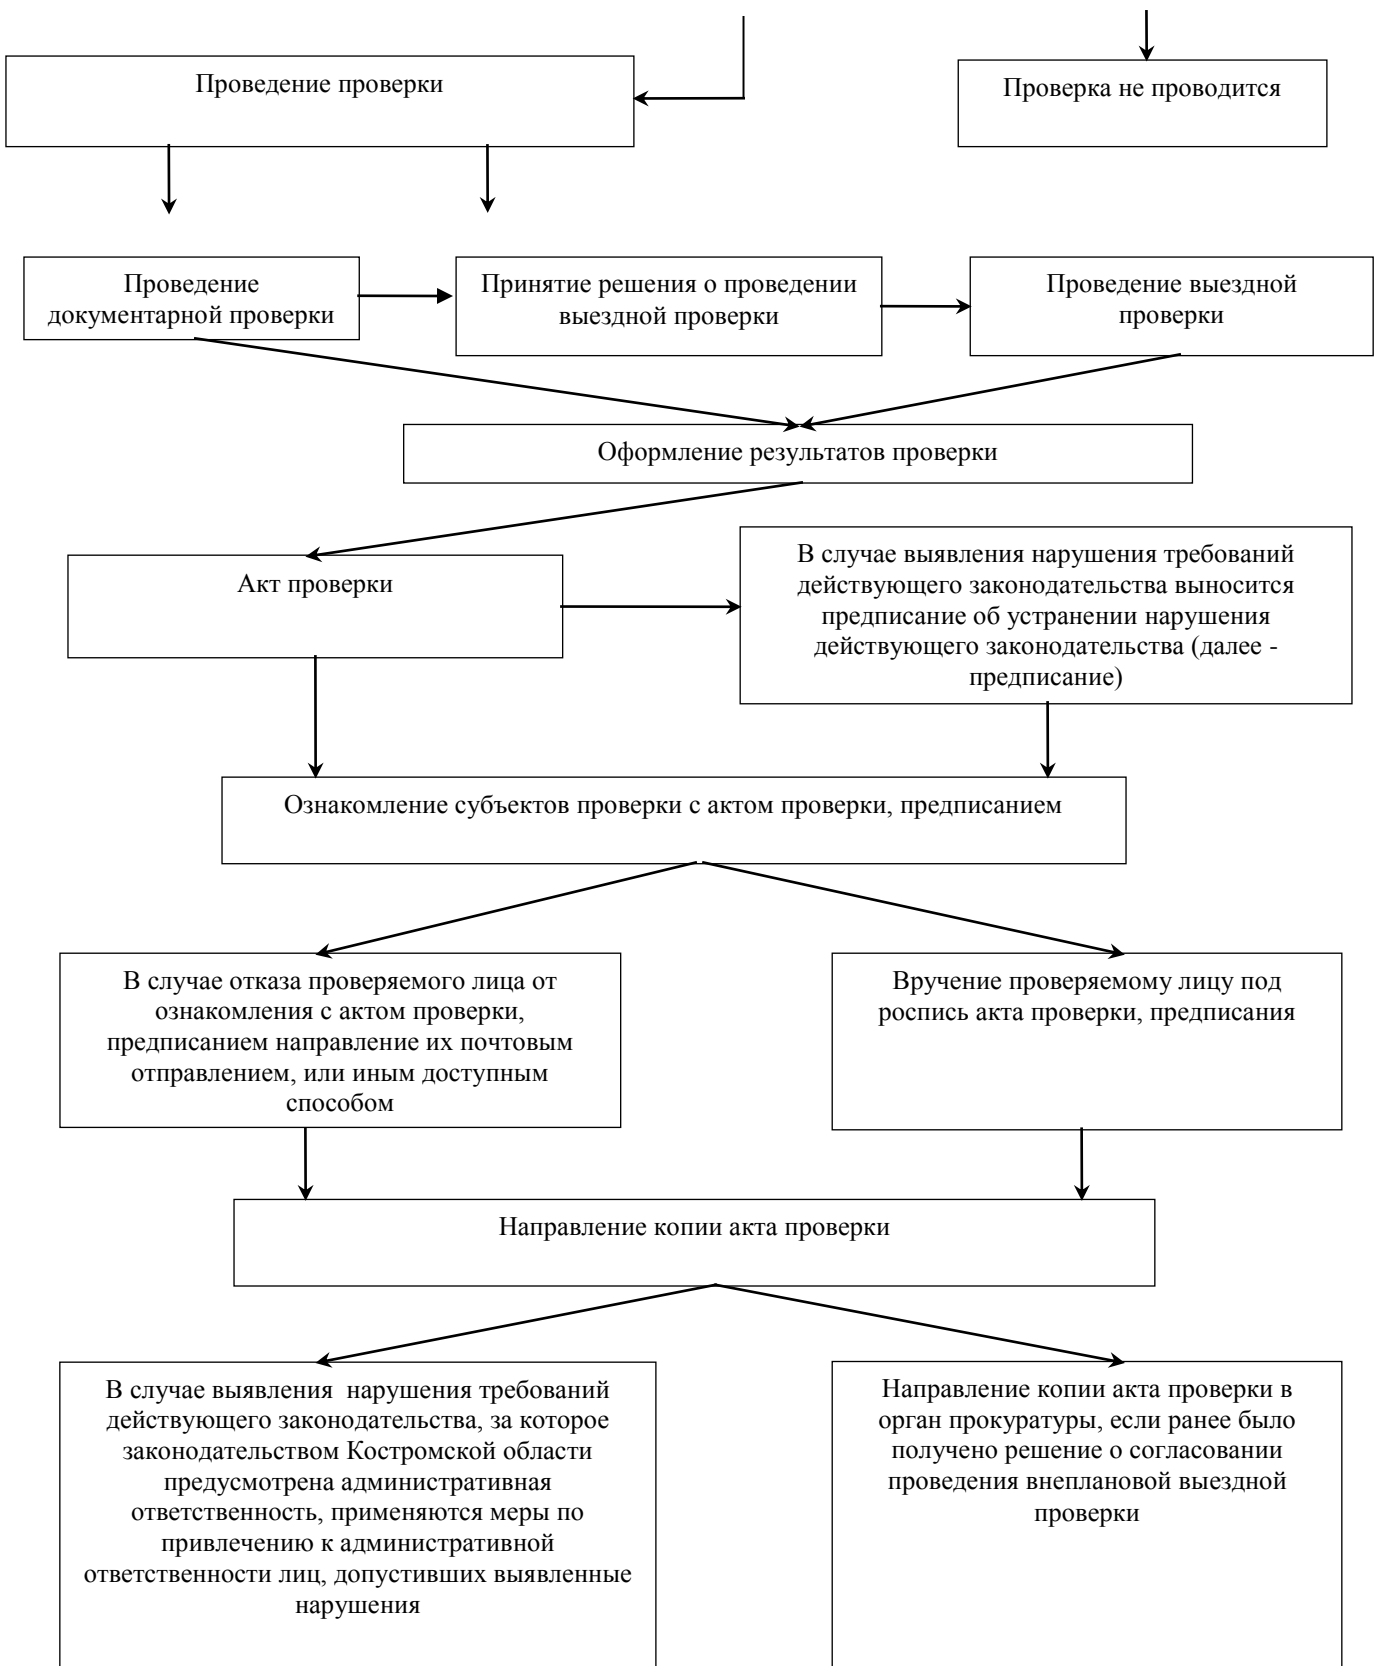 Проведение проверки
Проверка не проводится
Проведение
документарной проверки
Принятие решения о проведении
выездной проверки
Проведение выездной
проверки
Оформление результатов проверки
Акт проверки
В случае выявления нарушения требований
действующего законодательства выносится
предписание об устранении нарушения
действующего законодательства (далее -
предписание)
Ознакомление субъектов проверки с актом проверки, предписанием
В случае отказа проверяемого лица от
ознакомления с актом проверки,
предписанием направление их почтовым
отправлением, или иным доступным
способом
Вручение проверяемому лицу под
роспись акта проверки, предписания
Направление копии акта проверки
В случае выявления  нарушения требований
действующего законодательства, за которое
законодательством Костромской области
предусмотрена административная
ответственность, применяются меры по
привлечению к административной
ответственности лиц, допустивших выявленные
нарушения
Направление копии акта проверки в
орган прокуратуры, если ранее было
получено решение о согласовании
проведения внеплановой выездной
проверки